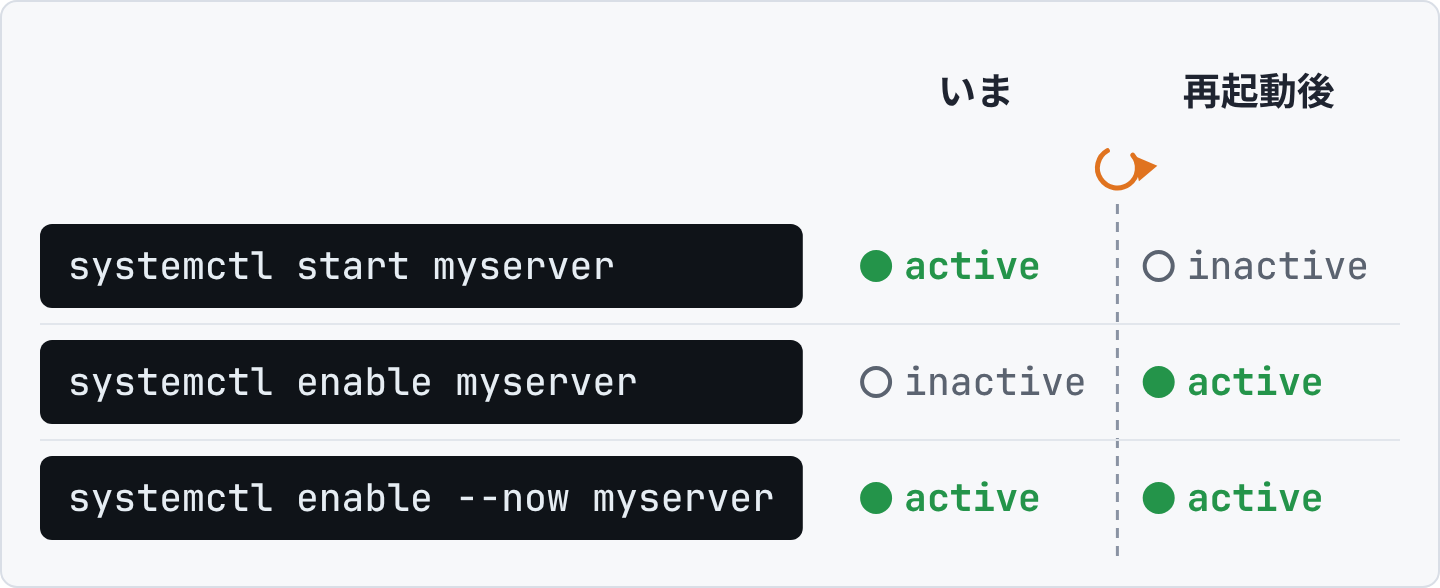 いま 再起動後
systemctl start myserver active inactive
systemctl enable myserver inactive active
systemctl enable --now myserver active active